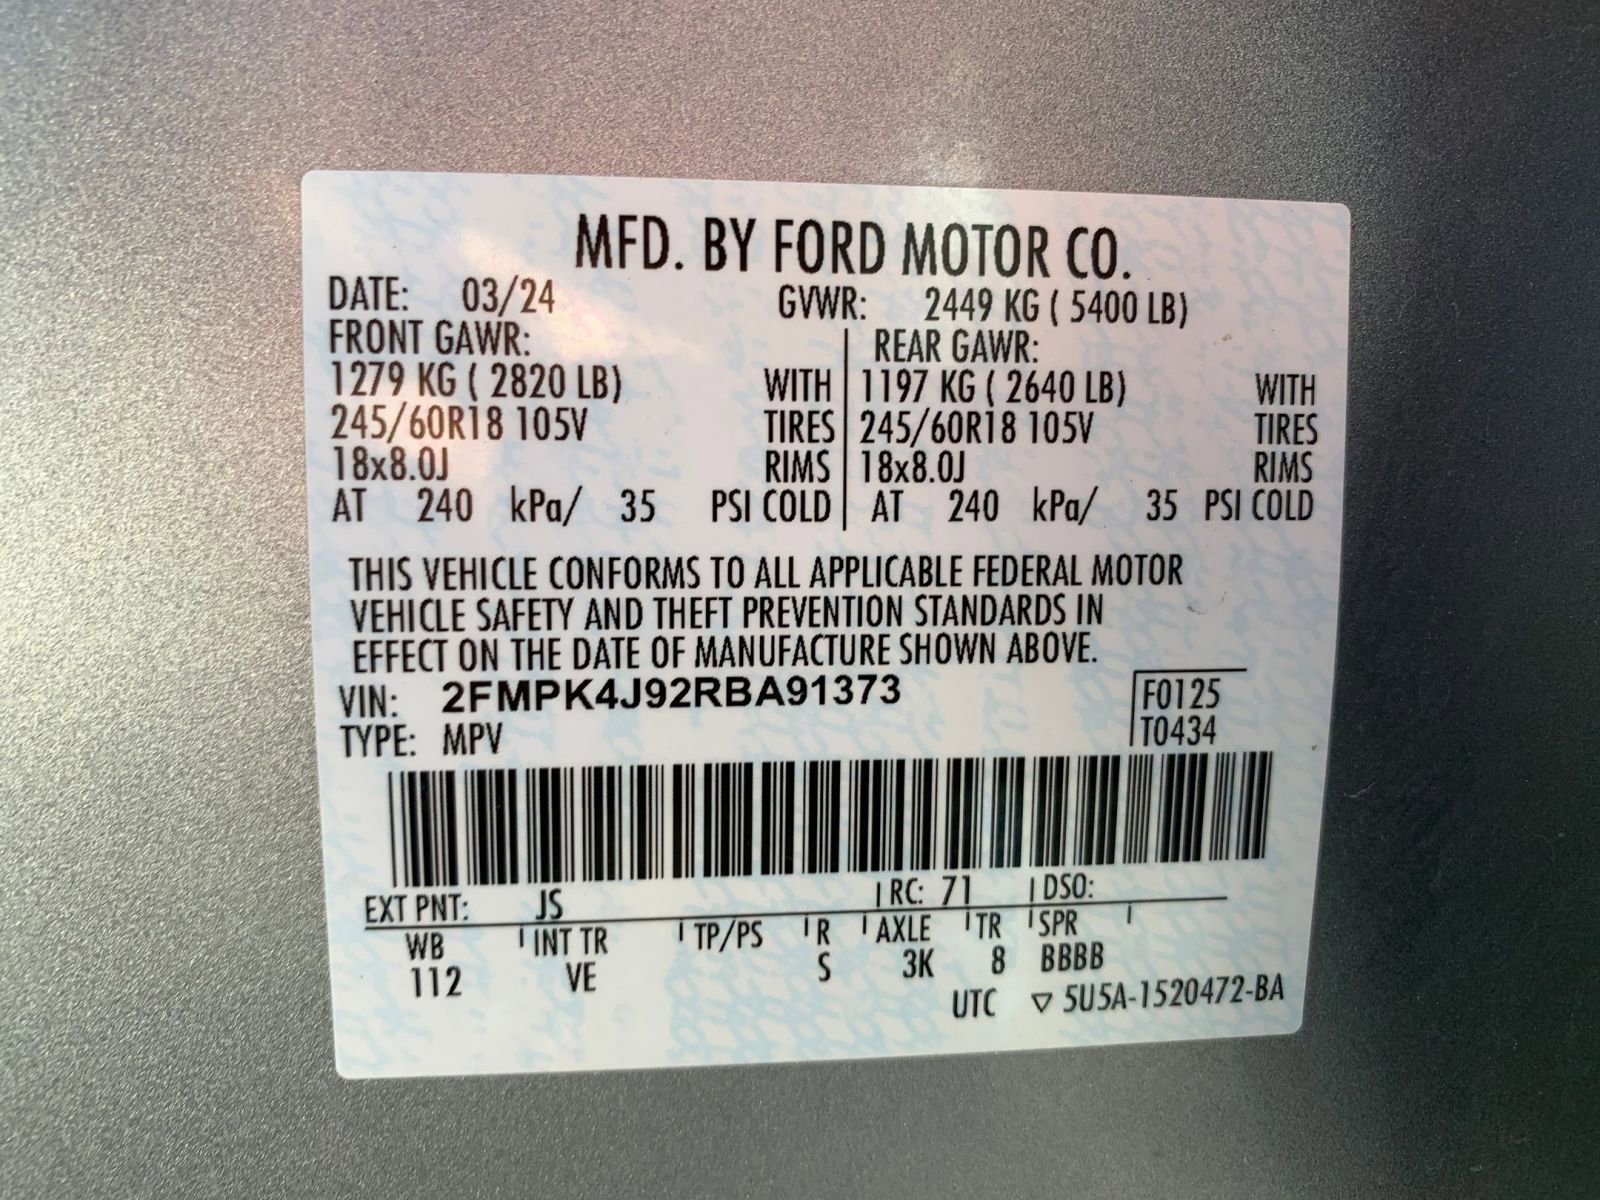 MFD. BY FORD MOTOR CO.
DATE: 03/24 GVWR: 2449 KG ( 5400 LB)
FRONT GAWR: REAR GAWR:
1279 KG ( 2820 LB) WITH 1197 KG ( 2640 LB) WITH
245/60R18 105V TIRES 245/60R18 105V TIRES
18x8.0J RIMS 18x8.0J RIMS
AT 240 kPa/ 35 PSI COLD AT 240 kPa/ 35 PSI COLD
THIS VEHICLE CONFORMS TO ALL APPLICABLE FEDERAL MOTOR
VEHICLE SAFETY AND THEFT PREVENTION STANDARDS IN
EFFECT ON THE DATE OF MANUFACTURE SHOWN ABOVE.
VIN: 2FMPK4J92RBA91373 F0125
TYPE: MPV T0434
EXT PNT: JS RC: 71 DSO:
WB INT TR TP/PS R AXLE TR SPR
112 VE S 3K 8 BBBB
UTC ▽ 5U5A-1520472-BA